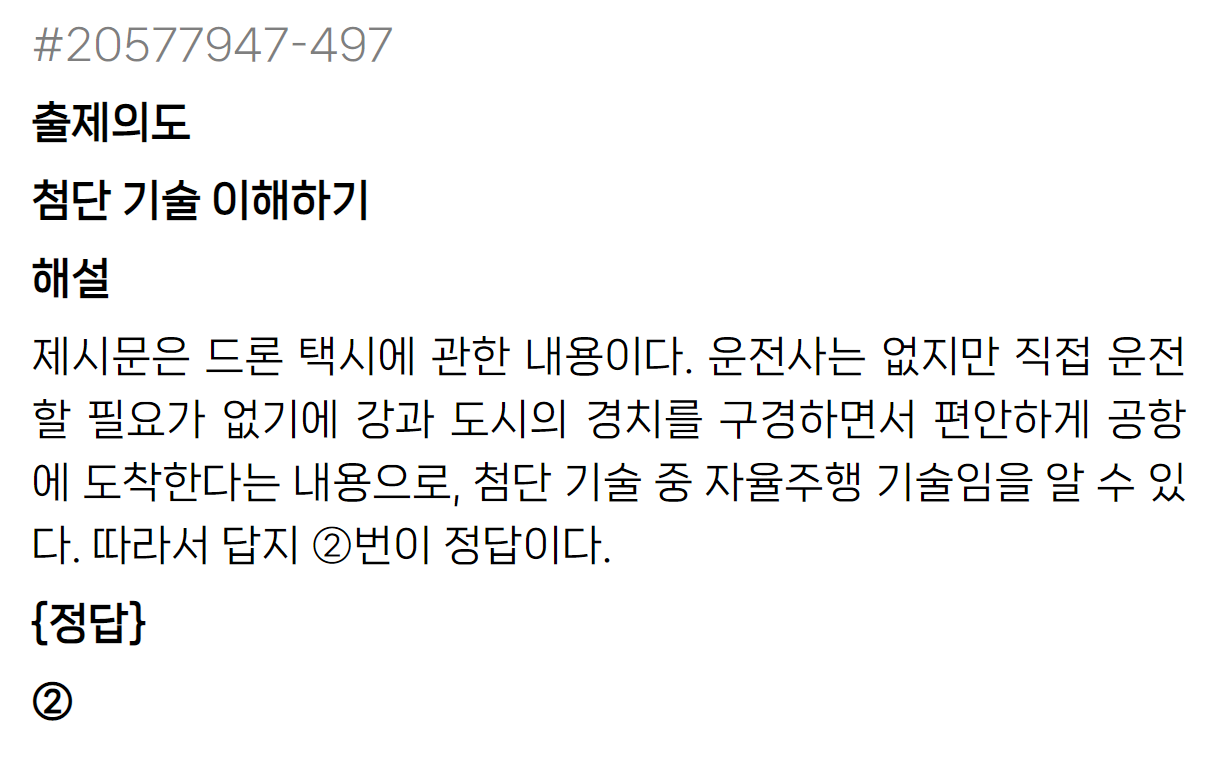 #20577947-497
출제의도
첨단 기술 이해하기
해설
제시문은 드론 택시에 관한 내용이다. 운전사는 없지만 직접 운전
할 필요가 없기에 강과 도시의 경치를 구경하면서 편안하게 공항
에 도착한다는 내용으로, 첨단 기술 중 자율주행 기술임을 알 수 있
다. 따라서 답지 ②번이 정답이다.
{정답}
②